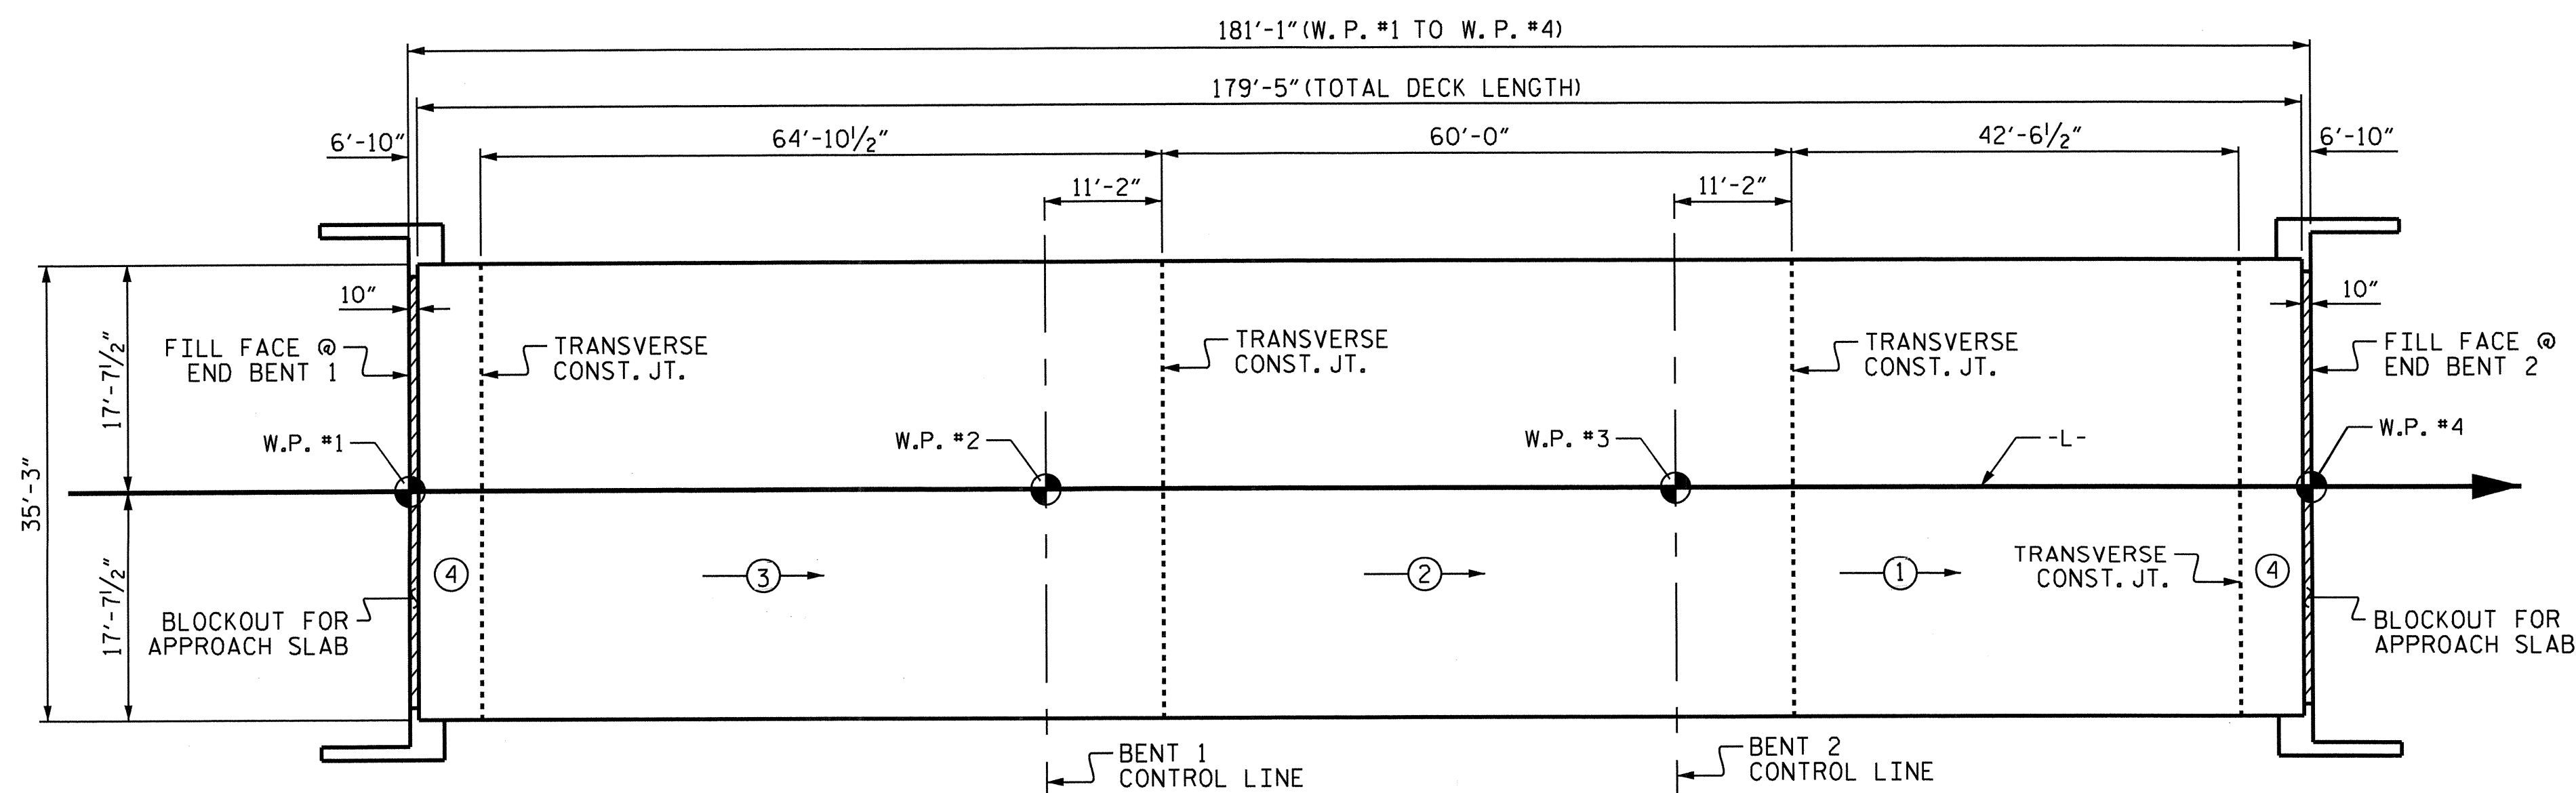 181'-1" (W.P. #1 TO W.P. #4)
179'-5" (TOTAL DECK LENGTH)
6'-10"
64'-10½"
60'-0"
42'-6½"
6'-10"
11'-2"
11'-2"
10"
10"
FILL FACE @
END BENT 1
TRANSVERSE
CONST. JT.
TRANSVERSE
CONST. JT.
TRANSVERSE
CONST. JT.
FILL FACE @
END BENT 2
17'-7½"
35'-3"
17'-7½"
W.P. #1
W.P. #2
W.P. #3
-L-
W.P. #4
4
3
2
1
TRANSVERSE
CONST. JT.
4
BLOCKOUT FOR
APPROACH SLAB
BLOCKOUT FOR
APPROACH SLAB
BENT 1
CONTROL LINE
BENT 2
CONTROL LINE